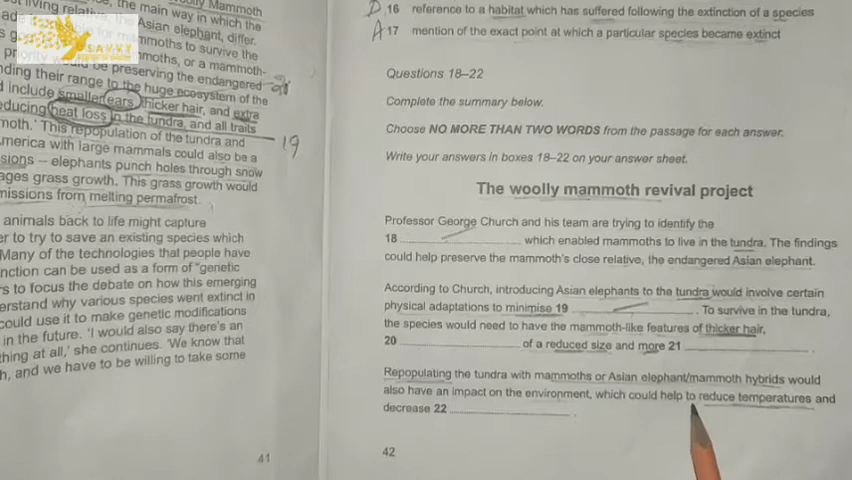 Woolly Mammoth
the main way in which the
living relative, the Asian elephant, differ.
mammoths to survive the
mammoths, or a mammoth-
be preserving the endangered
nding their range to the huge ecosystem of the
d include smaller ears, thicker hair, and extra
educing heat loss in the tundra, and all traits
moth.' This repopulation of the tundra and
19
merica with large mammals could also be a
sions – elephants punch holes through snow
ages grass growth. This grass growth would
missions from melting permafrost.
animals back to life might capture
er to try to save an existing species which
Many of the technologies that people have
nction can be used as a form of "genetic
s to focus the debate on how this emerging
erstand why various species went extinct in
could use it to make genetic modifications
in the future. 'I would also say there's an
thing at all,' she continues. 'We know that
h, and we have to be willing to take some
41
SAVVY
D 16 reference to a habitat which has suffered following the extinction of a species
A 17 mention of the exact point at which a particular species became extinct
Questions 18–22
Complete the summary below.
Choose NO MORE THAN TWO WORDS from the passage for each answer.
Write your answers in boxes 18–22 on your answer sheet.
The woolly mammoth revival project
Professor George Church and his team are trying to identify the
18 which enabled mammoths to live in the tundra. The findings
could help preserve the mammoth's close relative, the endangered Asian elephant.
According to Church, introducing Asian elephants to the tundra would involve certain
physical adaptations to minimise 19 . To survive in the tundra,
the species would need to have the mammoth-like features of thicker hair,
20 of a reduced size and more 21 .
Repopulating the tundra with mammoths or Asian elephant/mammoth hybrids would
also have an impact on the environment, which could help to reduce temperatures and
decrease 22 .
42